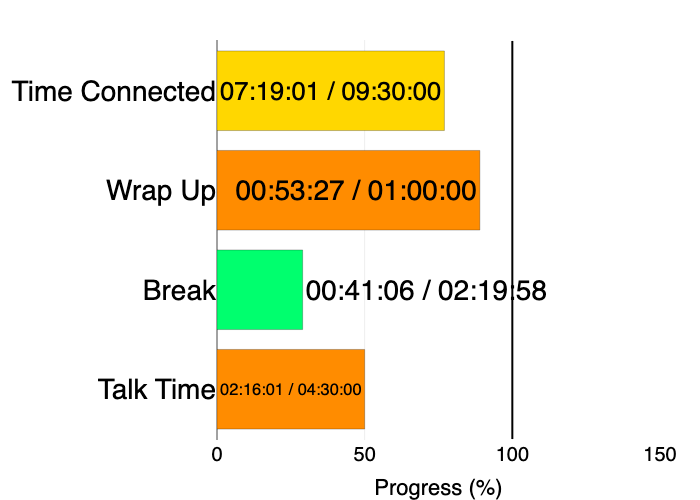 Time Connected 07:19:01 / 09:30:00
Wrap Up 00:53:27 / 01:00:00
Break 00:41:06 / 02:19:58
Talk Time 02:16:01 / 04:30:00
0 50 100 150
Progress (%)